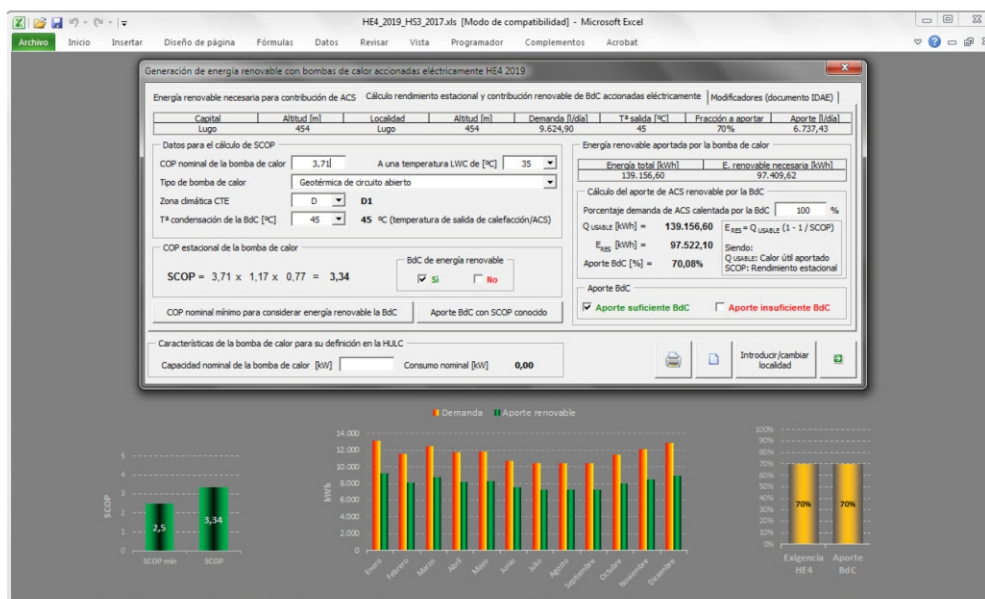 HE4_2019_HS3_2017.xls [Modo de compatibilidad] - Microsoft Excel
Archivo Inicio Insertar Diseño de página Fórmulas Datos Revisar Vista Programador Complementos Acrobat
Generación de energía renovable con bombas de calor accionadas eléctricamente HE4 2019
Energía renovable necesaria para contribución de ACS Cálculo rendimiento estacional y contribución renovable de BdC accionadas eléctricamente Modificadores (documento IDAE)
Capital Altitud [m] Localidad Altitud [m] Demanda [l/día] Tª salida [ºC] Fracción a aportar Aporte [l/día]
Lugo 454 Lugo 454 9.624,90 45 70% 6.737,43
Datos para el cálculo de SCOP
COP nominal de la bomba de calor 3,71 A una temperatura LWC de [ºC] 35
Tipo de bomba de calor Geotérmica de circuito abierto
Zona climática CTE D D1
Tª condensación de la BdC [ºC] 45 45 ºC (temperatura de salida de calefacción/ACS)
COP estacional de la bomba de calor
SCOP = 3,71 x 1,17 x 0,77 = 3,34
BdC de energía renovable
Si No
COP nominal mínimo para considerar energía renovable la BdC Aporte BdC con SCOP conocido
Energía renovable aportada por la bomba de calor
Energía total [kWh] E. renovable necesaria [kWh]
139.156,60 97.409,62
Cálculo del aporte de ACS renovable por la BdC
Porcentaje demanda de ACS calentada por la BdC 100 %
Q USABLE [kWh] = 139.156,60
E RES [kWh] = 97.522,10
Aporte BdC [%] = 70,08%
E RES = Q USABLE (1 - 1 / SCOP)
Siendo:
Q USABLE: Calor útil aportado
SCOP: Rendimiento estacional
Aporte BdC
Aporte suficiente BdC Aporte insuficiente BdC
Características de la bomba de calor para su definición en la HULC
Capacidad nominal de la bomba de calor [kW] Consumo nominal [kW] 0,00
Introducir/cambiar
localidad
SCOP
5
4
3
2
1
0
2,5
3,34
SCOP min SCOP
Demanda Aporte renovable
kWh
14.000
12.000
10.000
8.000
6.000
4.000
2.000
0
Enero Febrero Marzo Abril Mayo Junio Julio Agosto Septiembre Octubre Noviembre Diciembre
100%
90%
80%
70%
60%
50%
40%
30%
20%
10%
0%
70% 70%
Exigencia Aporte
HE4 BdC